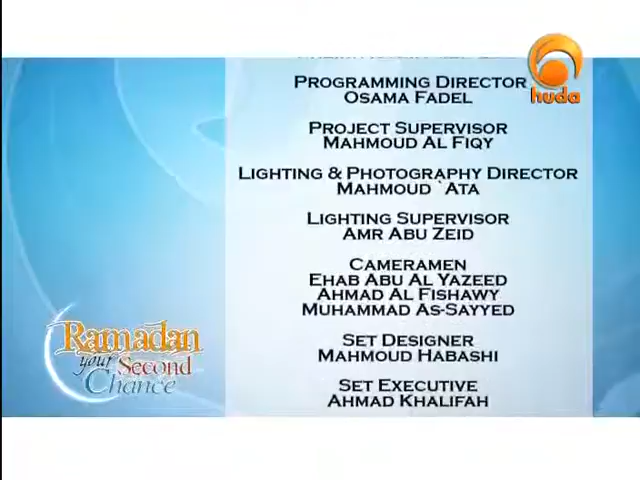 PROGRAMMING DIRECTOR
OSAMA FADEL
huda
PROJECT SUPERVISOR
MAHMOUD AL FIQY
LIGHTING & PHOTOGRAPHY DIRECTOR
MAHMOUD `ATA
LIGHTING SUPERVISOR
AMR ABU ZEID
CAMERAMEN
EHAB ABU AL YAZEED
AHMAD AL FISHAWY
MUHAMMAD AS-SAYYED
SET DESIGNER
MAHMOUD HABASHI
SET EXECUTIVE
AHMAD KHALIFAH
Ramadan
your Second
Chance